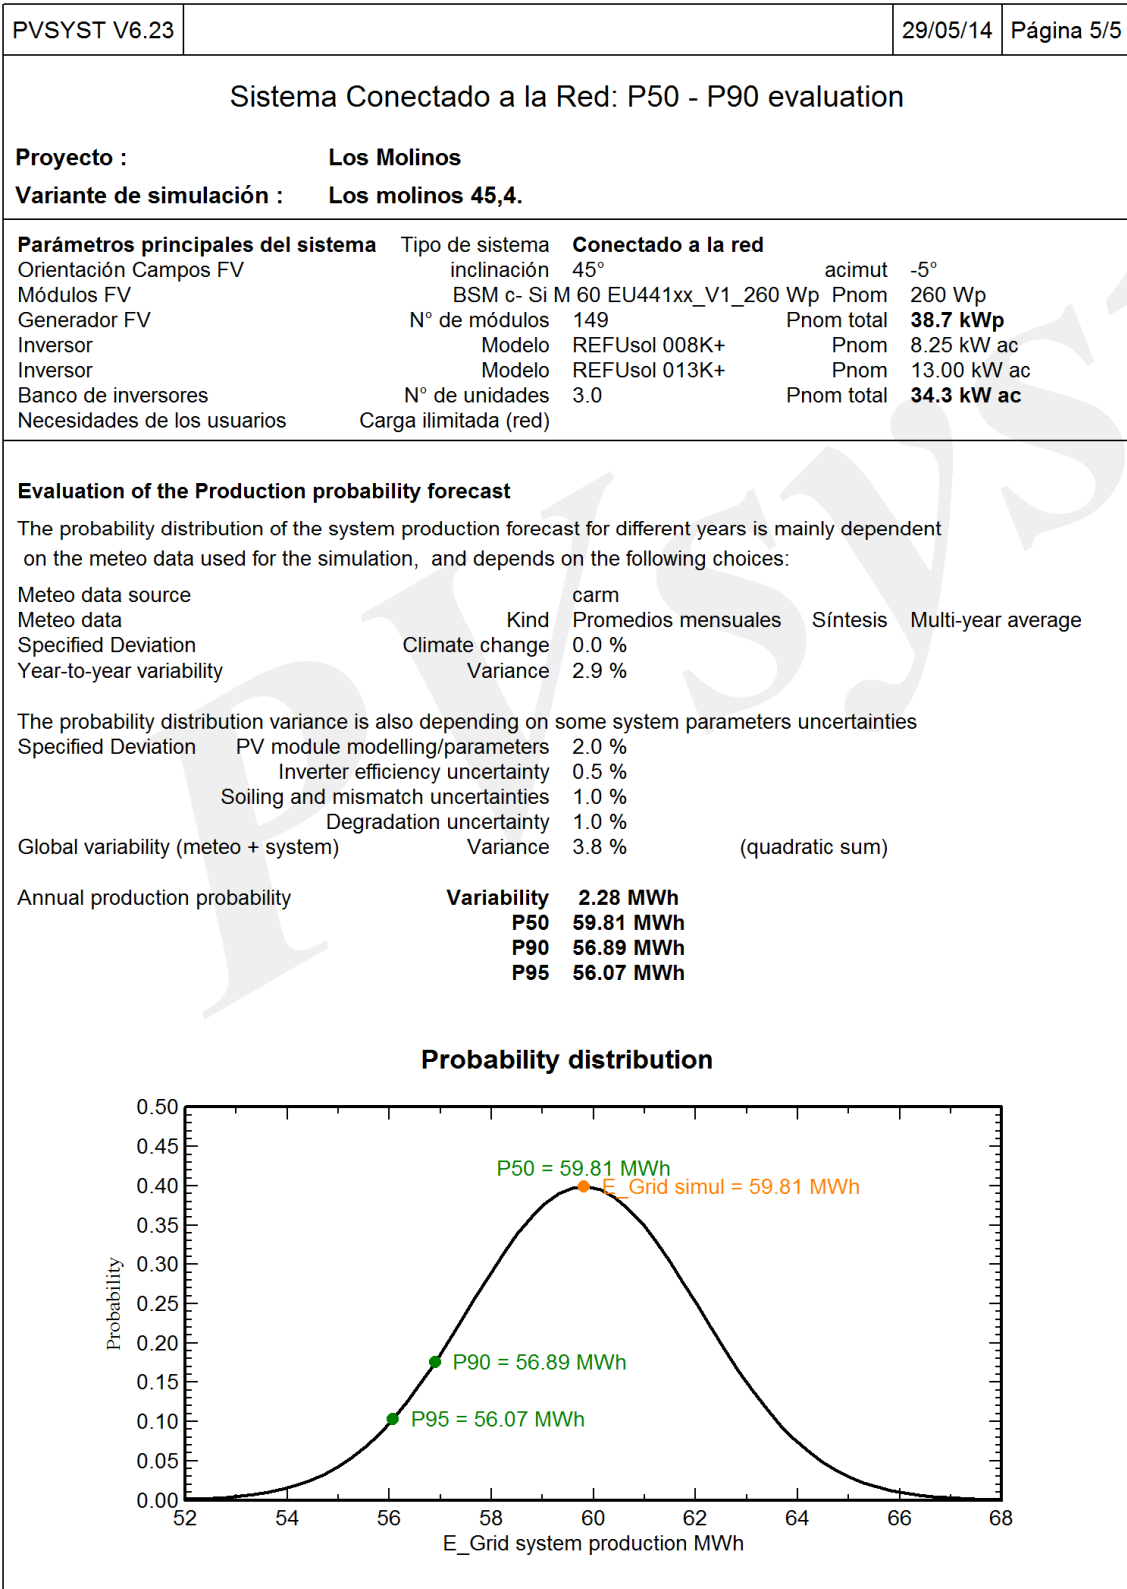 PVSYST V6.23 29/05/14 Página 5/5
Sistema Conectado a la Red: P50 - P90 evaluation
Proyecto : Los Molinos
Variante de simulación : Los molinos 45,4.
Parámetros principales del sistema Tipo de sistema Conectado a la red
Orientación Campos FV inclinación 45° acimut -5°
Módulos FV BSM c- Si M 60 EU441xx_V1_260 Wp Pnom 260 Wp
Generador FV N° de módulos 149 Pnom total 38.7 kWp
Inversor Modelo REFUsol 008K+ Pnom 8.25 kW ac
Inversor Modelo REFUsol 013K+ Pnom 13.00 kW ac
Banco de inversores N° de unidades 3.0 Pnom total 34.3 kW ac
Necesidades de los usuarios Carga ilimitada (red)
Evaluation of the Production probability forecast
The probability distribution of the system production forecast for different years is mainly dependent
on the meteo data used for the simulation, and depends on the following choices:
Meteo data source carm
Meteo data Kind Promedios mensuales Síntesis Multi-year average
Specified Deviation Climate change 0.0 %
Year-to-year variability Variance 2.9 %
The probability distribution variance is also depending on some system parameters uncertainties
Specified Deviation PV module modelling/parameters 2.0 %
Inverter efficiency uncertainty 0.5 %
Soiling and mismatch uncertainties 1.0 %
Degradation uncertainty 1.0 %
Global variability (meteo + system) Variance 3.8 % (quadratic sum)
Annual production probability Variability 2.28 MWh
P50 59.81 MWh
P90 56.89 MWh
P95 56.07 MWh
Probability distribution
0.50
0.45
P50 = 59.81 MWh
0.40
E_Grid simul = 59.81 MWh
0.35
0.30
0.25
Probability
0.20
P90 = 56.89 MWh
0.15
0.10
P95 = 56.07 MWh
0.05
0.00
52 54 56 58 60 62 64 66 68
E_Grid system production MWh
PVsyst